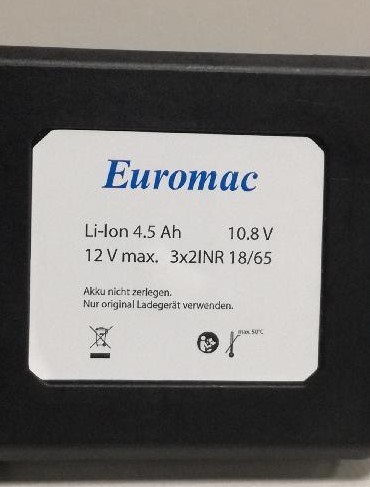 Euromac
Li-Ion 4.5 Ah 10.8 V
12 V max. 3x2INR 18/65
Akku nicht zerlegen.
Nur original Ladegerät verwenden.
max. 50°C